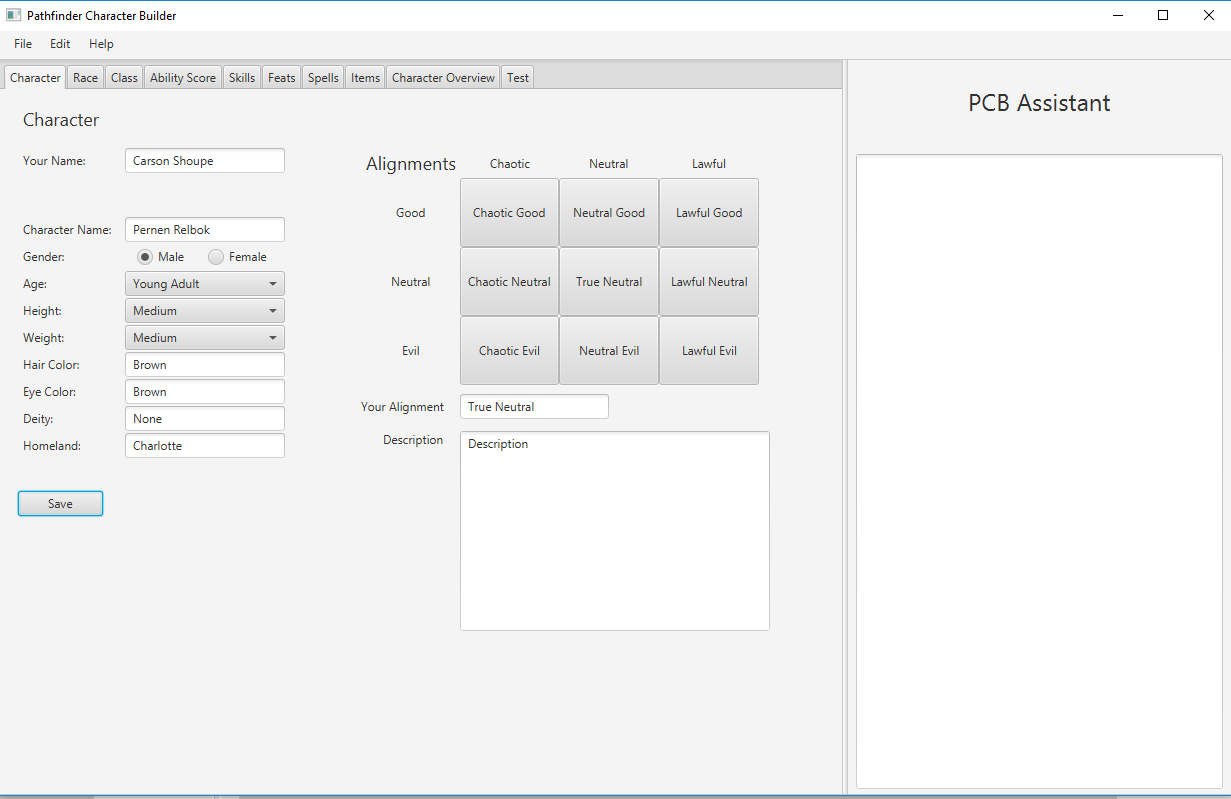 Pathfinder Character Builder
File Edit Help
Character Race Class Ability Score Skills Feats Spells Items Character Overview Test
PCB Assistant
Character
Your Name: Carson Shoupe
Character Name: Pernen Relbok
Gender: Male Female
Age: Young Adult
Height: Medium
Weight: Medium
Hair Color: Brown
Eye Color: Brown
Deity: None
Homeland: Charlotte
Save
Alignments Chaotic Neutral Lawful
Good Chaotic Good Neutral Good Lawful Good
Neutral Chaotic Neutral True Neutral Lawful Neutral
Evil Chaotic Evil Neutral Evil Lawful Evil
Your Alignment True Neutral
Description Description